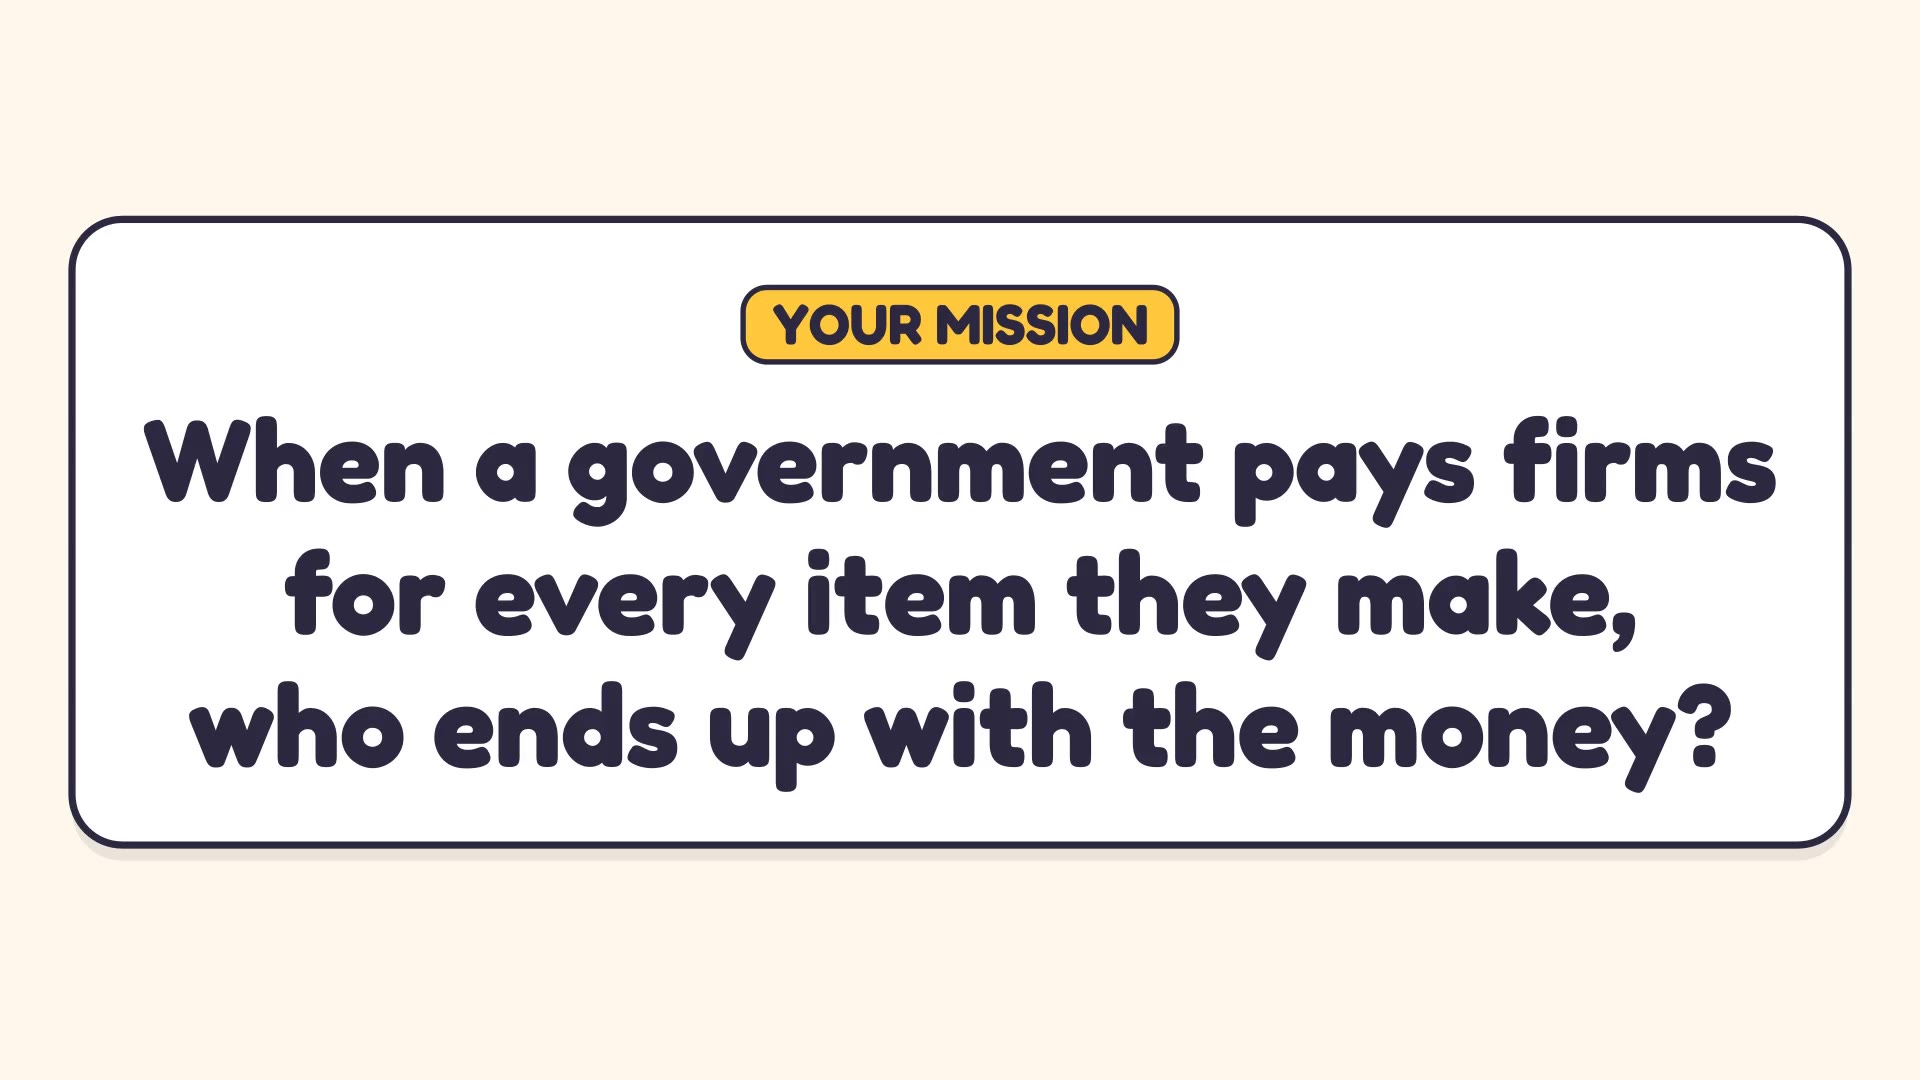 YOUR MISSION
When a government pays firms
for every item they make,
who ends up with the money?